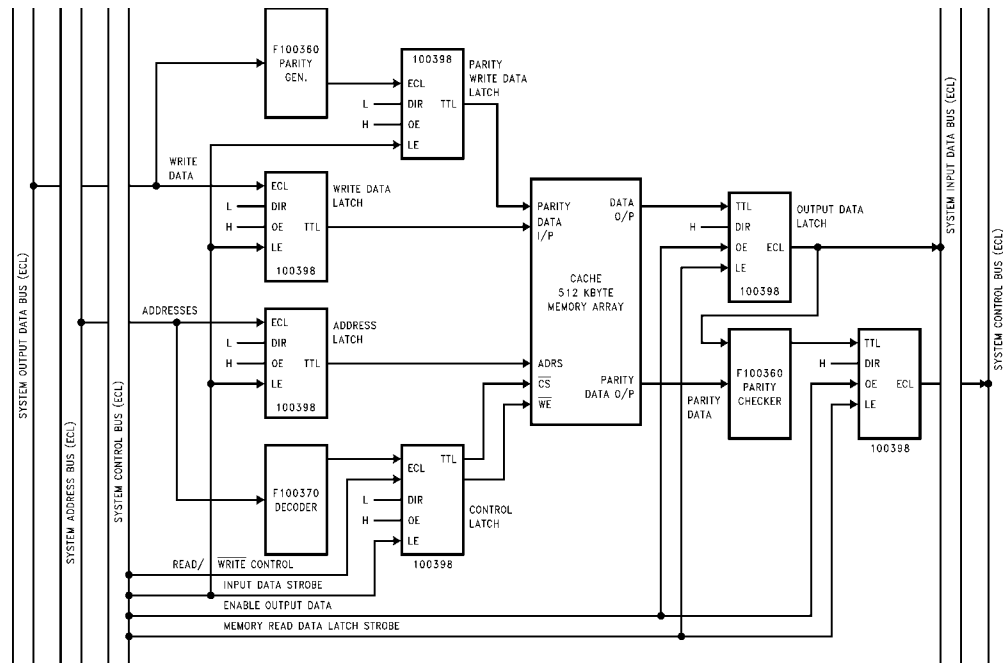 F100360
PARITY
GEN.
100398
ECL
L
DIR
TTL
H
OE
LE
PARITY
WRITE DATA
LATCH
WRITE
DATA
ECL
L
DIR
H
OE
TTL
LE
100398
WRITE DATA
LATCH
PARITY
DATA
I/P
DATA
O/P
CACHE
512 KBYTE
MEMORY ARRAY
ADRS
CS
WE
PARITY
DATA O/P
TTL
H
DIR
OE
ECL
LE
100398
OUTPUT DATA
LATCH
ADDRESSES
ECL
L
DIR
H
OE
TTL
LE
100398
ADDRESS
LATCH
PARITY
DATA
F100360
PARITY
CHECKER
TTL
H
DIR
OE
ECL
LE
100398
F100370
DECODER
ECL
TTL
L
DIR
H
OE
LE
100398
CONTROL
LATCH
READ/ WRITE CONTROL
INPUT DATA STROBE
ENABLE OUTPUT DATA
MEMORY READ DATA LATCH STROBE
SYSTEM OUTPUT DATA BUS (ECL)
SYSTEM ADDRESS BUS (ECL)
SYSTEM CONTROL BUS (ECL)
SYSTEM INPUT DATA BUS (ECL)
SYSTEM CONTROL BUS (ECL)